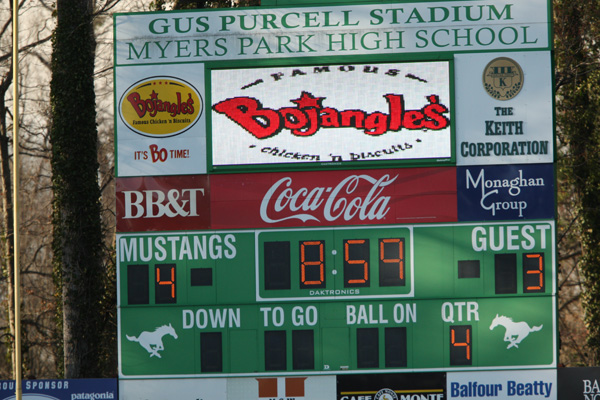 GUS PURCELL STADIUM
MYERS PARK HIGH SCHOOL
Bojangles'
Famous Chicken 'n Biscuits
IT'S Bo TIME!
FAMOUS
Bojangles'
chicken 'n biscuits
K
THE
KEITH
CORPORATION
BB&T
Coca-Cola
Monaghan
Group
MUSTANGS
4
8:59
DAKTRONICS
GUEST
3
DOWN
TO GO
BALL ON
QTR
4
SPONSOR
patagonia
CAFE MONTE
Balfour Beatty